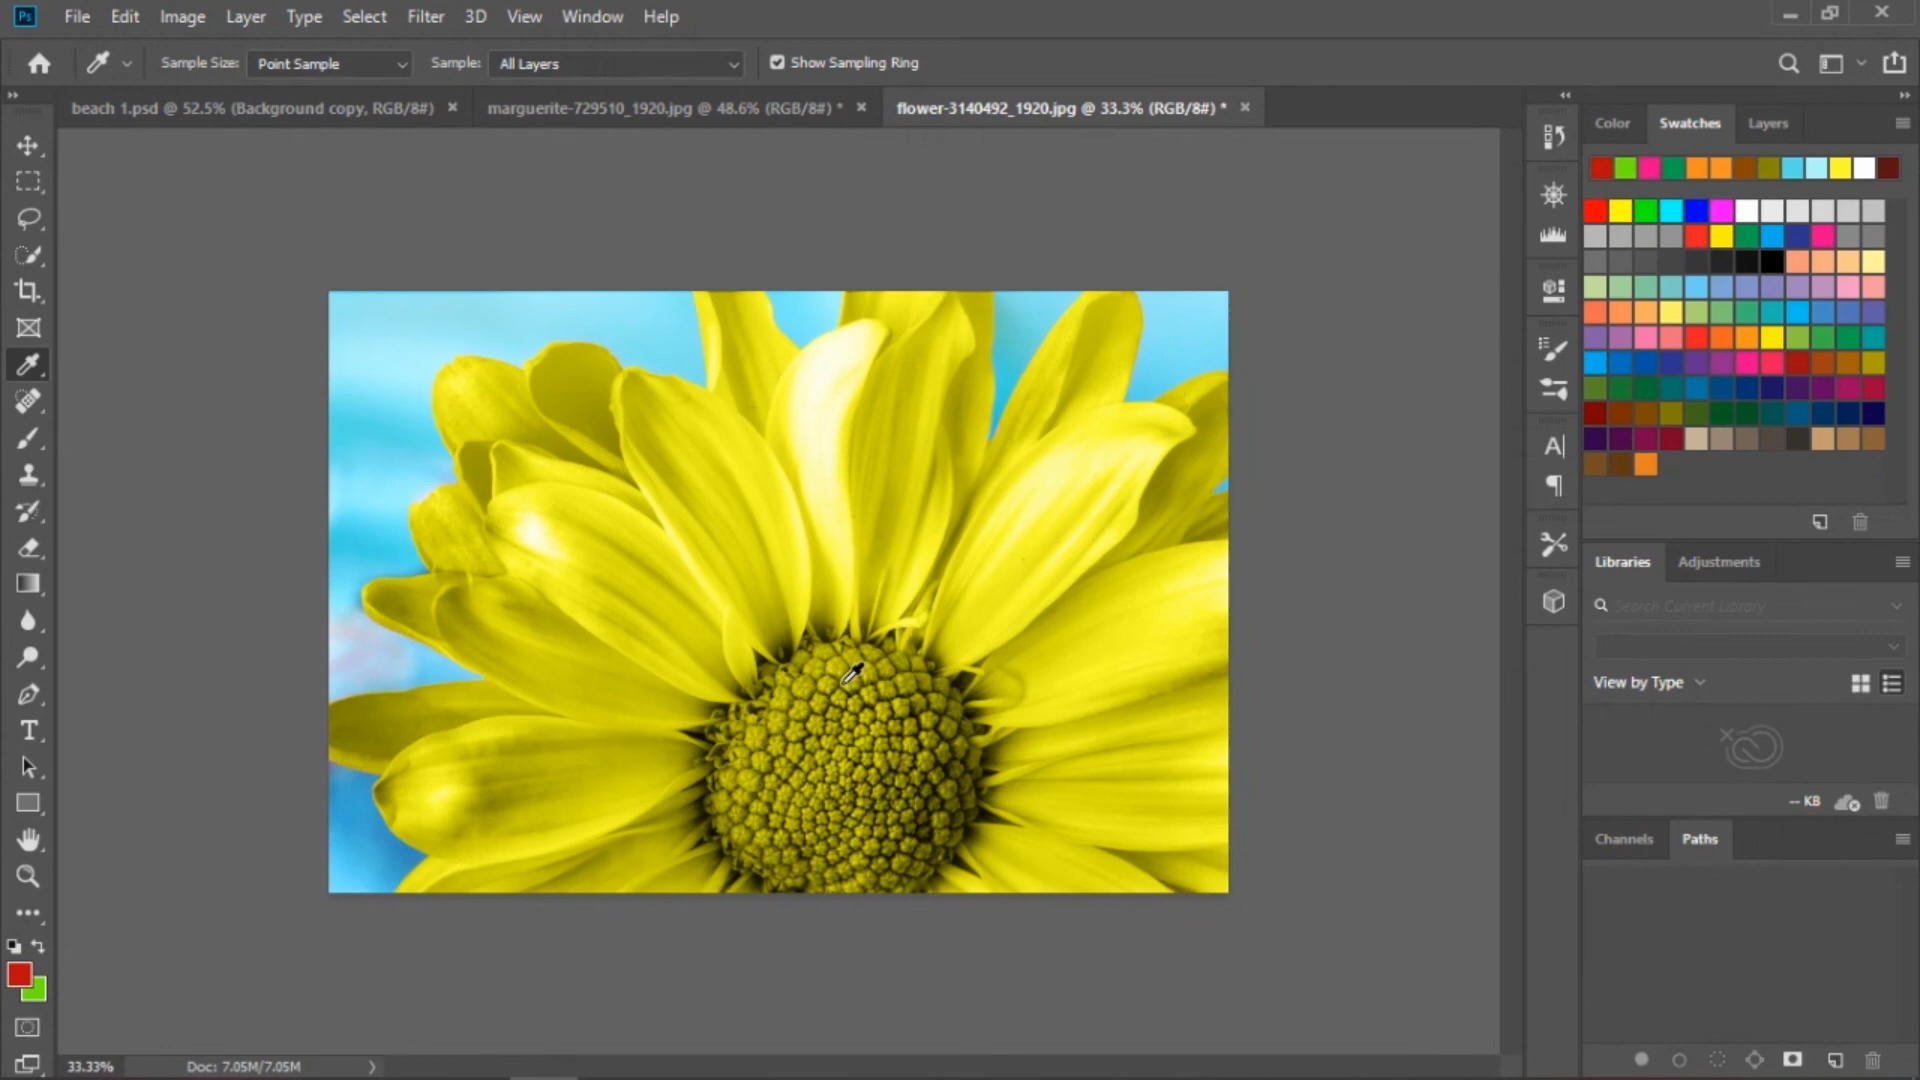 Ps File Edit Image Layer Type Select Filter 3D View Window Help
Sample Size: Point Sample Sample: All Layers Show Sampling Ring
beach 1.psd @ 52.5% (Background copy, RGB/8#) marguerite-729510_1920.jpg @ 48.6% (RGB/8#) * flower-3140492_1920.jpg @ 33.3% (RGB/8#) *
Color Swatches Layers
Libraries Adjustments
Search Current Library
View by Type
-- KB
Channels Paths
33.33% Doc: 7.05M/7.05M